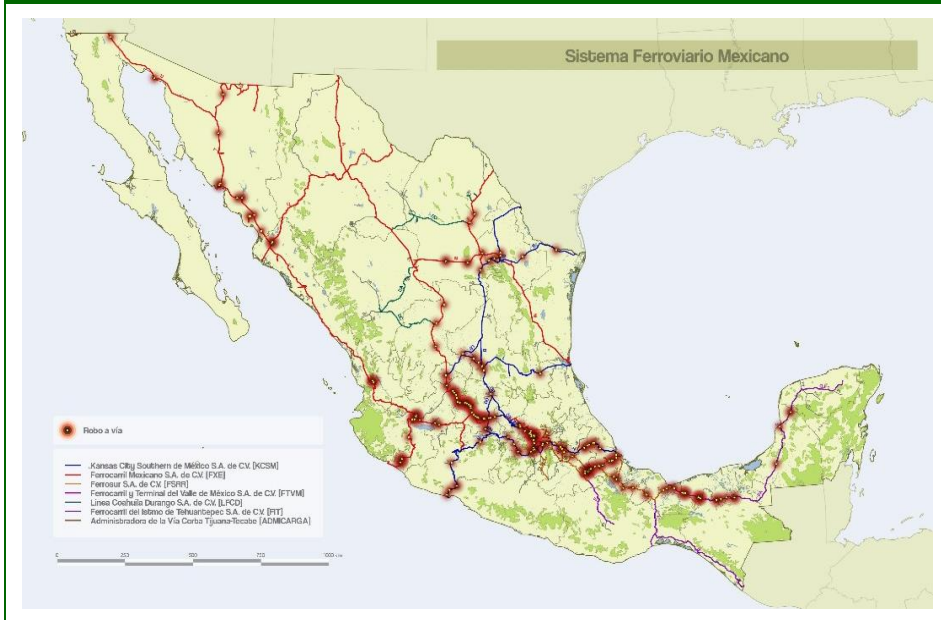 Sistema Ferroviario Mexicano
Robo a vía
Kansas City Southern de México S.A. de C.V. [KCSM]
Ferrocarril Mexicano S.A. de C.V. [FXE]
Ferrosur S.A. de C.V. [FSRR]
Ferrocarril y Terminal del Valle de México S.A. de C.V. [FTVM]
Línea Coahuila Durango S.A. de C.V. [LFCD]
Ferrocarril del Istmo de Tehuantepec S.A. de C.V. [FIT]
Administradora de la Vía Corta Tijuana-Tecate [ADMICARGA]
0 250 500 750 1000